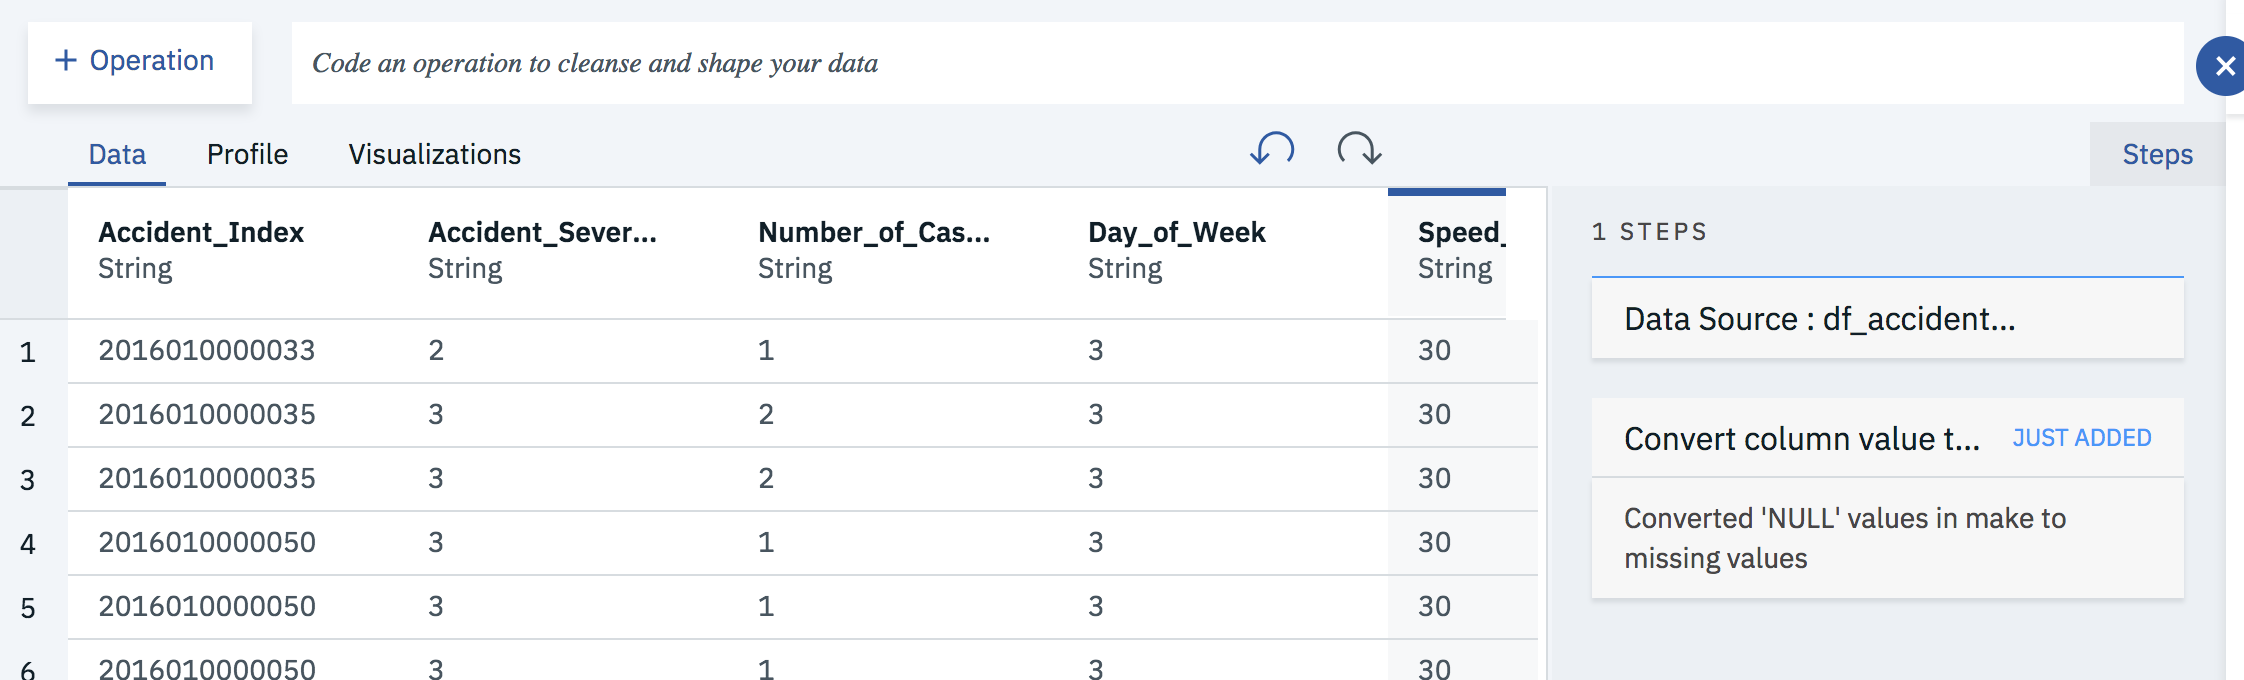 + Operation
Code an operation to cleanse and shape your data
Data Profile Visualizations
Steps
Accident_Index Accident_Sever... Number_of_Cas... Day_of_Week Speed_
String String String String String
1 2016010000033 2 1 3 30
2 2016010000035 3 2 3 30
3 2016010000035 3 2 3 30
4 2016010000050 3 1 3 30
5 2016010000050 3 1 3 30
6 2016010000050 3 1 3 30
1 STEPS
Data Source : df_accident...
Convert column value t... JUST ADDED
Converted 'NULL' values in make to
missing values